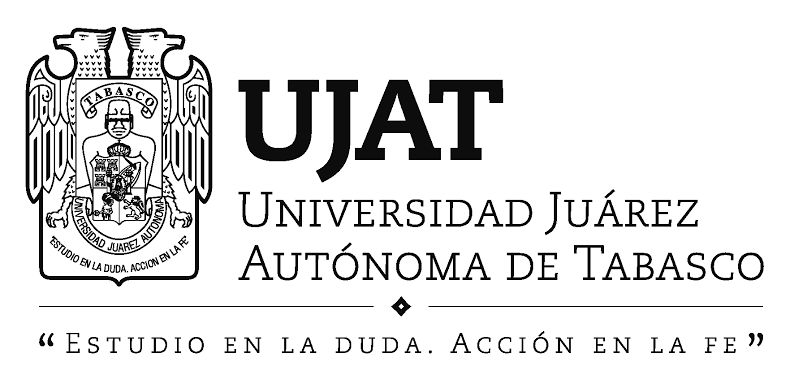 TABASCO
UNIVERSIDAD JUAREZ AUTONOMA
"ESTUDIO EN LA DUDA. ACCION EN LA FE"
UJAT
UNIVERSIDAD JUÁREZ
AUTÓNOMA DE TABASCO
“ESTUDIO EN LA DUDA. ACCIÓN EN LA FE”